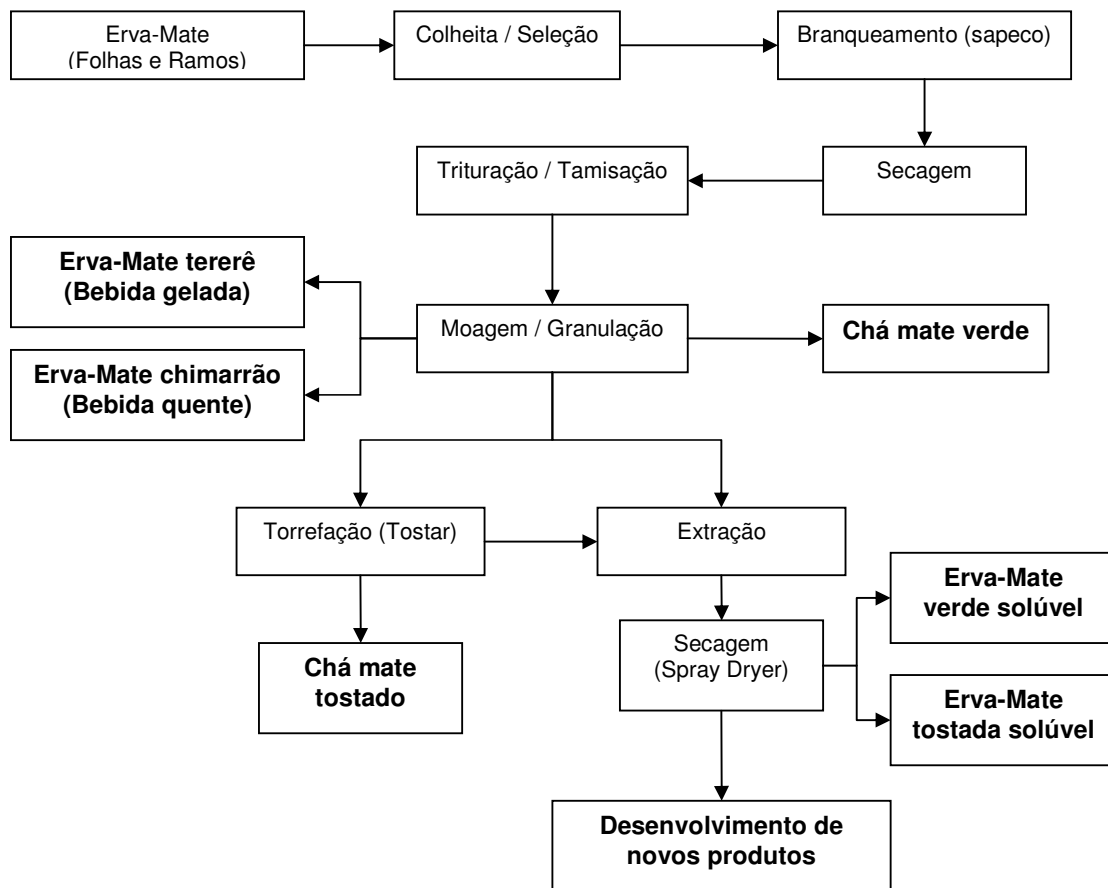 Erva-Mate
(Folhas e Ramos)
Colheita / Seleção
Branqueamento (sapeco)
Trituração / Tamisação
Secagem
Erva-Mate tererê
(Bebida gelada)
Moagem / Granulação
Chá mate verde
Erva-Mate chimarrão
(Bebida quente)
Torrefação (Tostar)
Extração
Erva-Mate
verde solúvel
Secagem
(Spray Dryer)
Chá mate
tostado
Erva-Mate
tostada solúvel
Desenvolvimento de
novos produtos